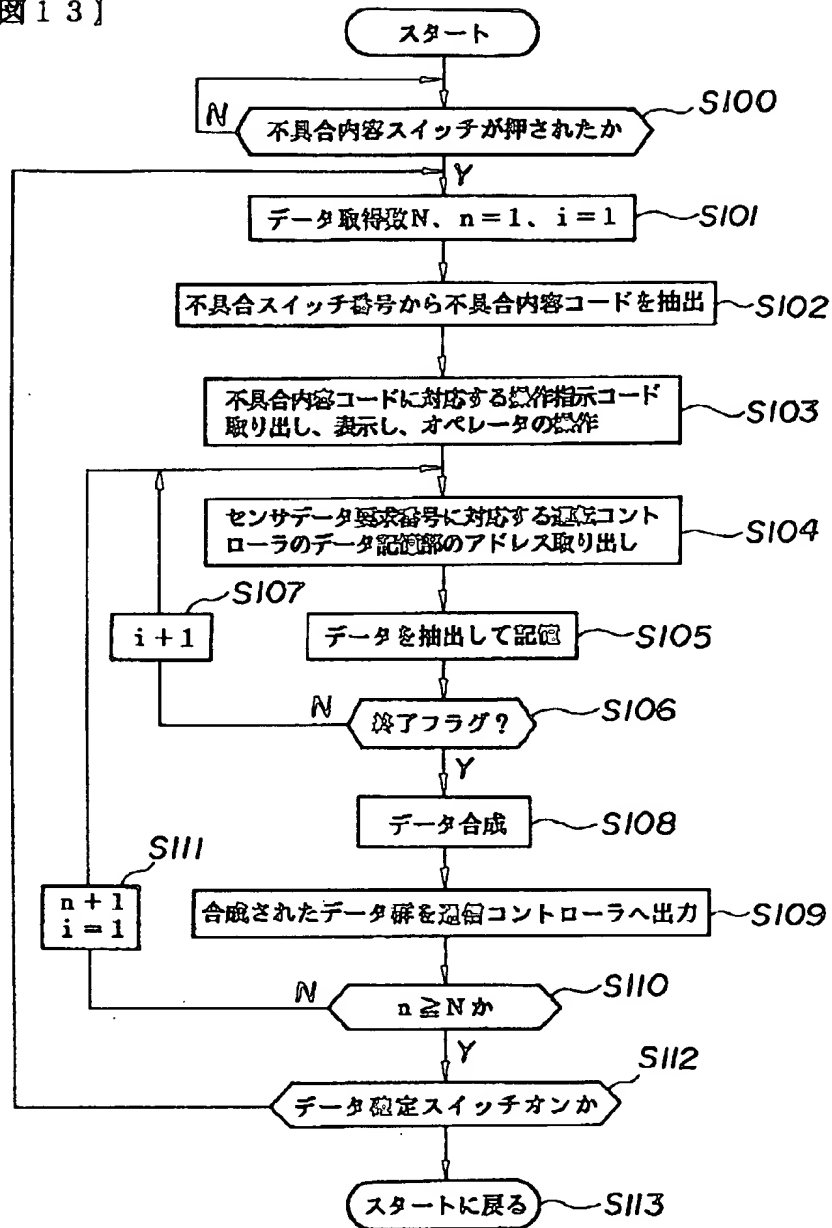 図13】
スタート
N
不具合内容スイッチが押されたか
S100
Y
データ取得数N、n=1、i=1
S101
不具合スイッチ番号から不具合内容コードを抽出
S102
不具合内容コードに対応する操作指示コード
取り出し、表示し、オペレータの操作
S103
センサデータ要求番号に対応する運転コント
ローラのデータ記憶部のアドレス取り出し
S104
S107
i+1
データを抽出して記憶
S105
N
終了フラグ?
S106
Y
データ合成
S108
S111
n+1
i=1
合成されたデータ群を通信コントローラへ出力
S109
N
n≧Nか
S110
Y
データ確定スイッチオンか
S112
スタートに戻る
S113